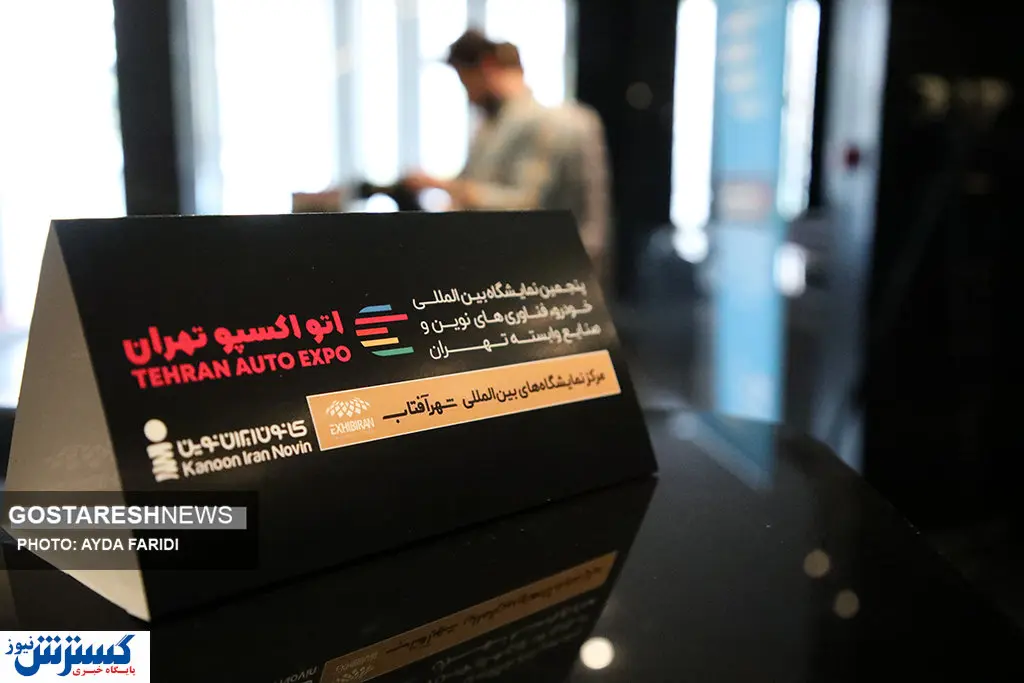 پنجمین نمایشگاه بین المللی
خودرو، فناوری های نوین و
صنایع وابسته تهران
اتو اکسپو تهران
TEHRAN AUTO EXPO
مرکز نمایشگاه‌های بین‌المللی شهرآفتاب
EXHIBIRAN
کانون ایران نوین
Kanoon Iran Novin
GOSTARESHNEWS
PHOTO: AYDA FARIDI
گسترش نیوز
پایگاه خبری